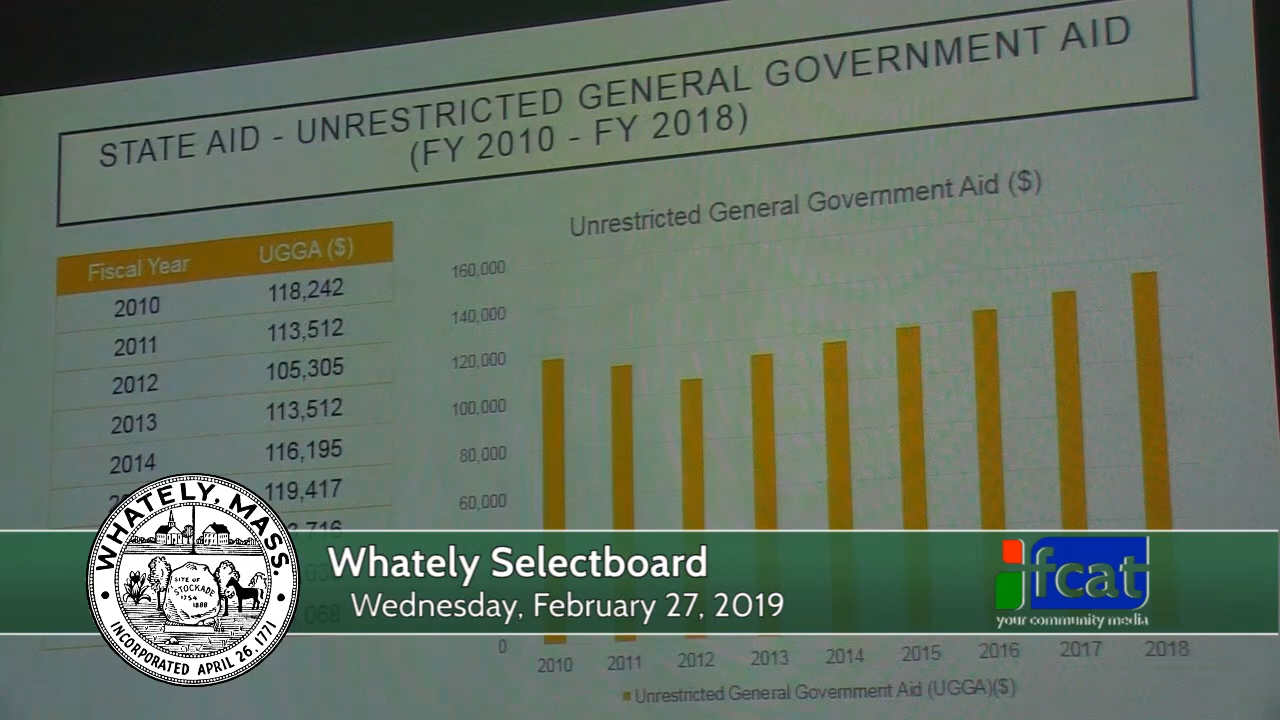 STATE AID - UNRESTRICTED GENERAL GOVERNMENT AID
(FY 2010 - FY 2018)
Unrestricted General Government Aid ($)
Fiscal Year UGGA ($)
2010 118,242
2011 113,512
2012 105,305
2013 113,512
2014 116,195
119,417
160,000
140,000
120,000
100,000
80,000
60,000
0
2010 2011 2012 2013 2014 2015 2016 2017 2018
Unrestricted General Government Aid (UGGA)($)
WHATELY, MASS.
SITE OF
STOCKADE
1754
1888
INCORPORATED APRIL 26, 1771
Whately Selectboard
Wednesday, February 27, 2019
fcat
your community media